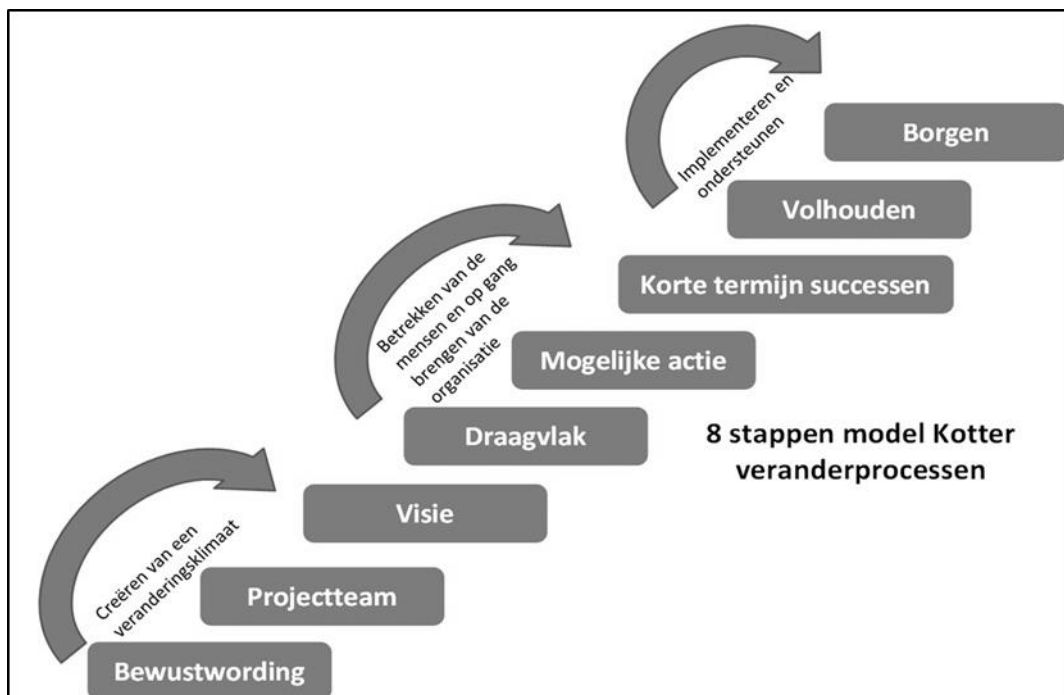 Implementeren en
ondersteunen
Borgen
Volhouden
Betrekken van de
mensen en op gang
brengen van de
organisatie
Korte termijn successen
Mogelijke actie
Draagvlak
8 stappen model Kotter
veranderprocessen
Creëren van een
veranderingsklimaat
Visie
Projectteam
Bewustwording